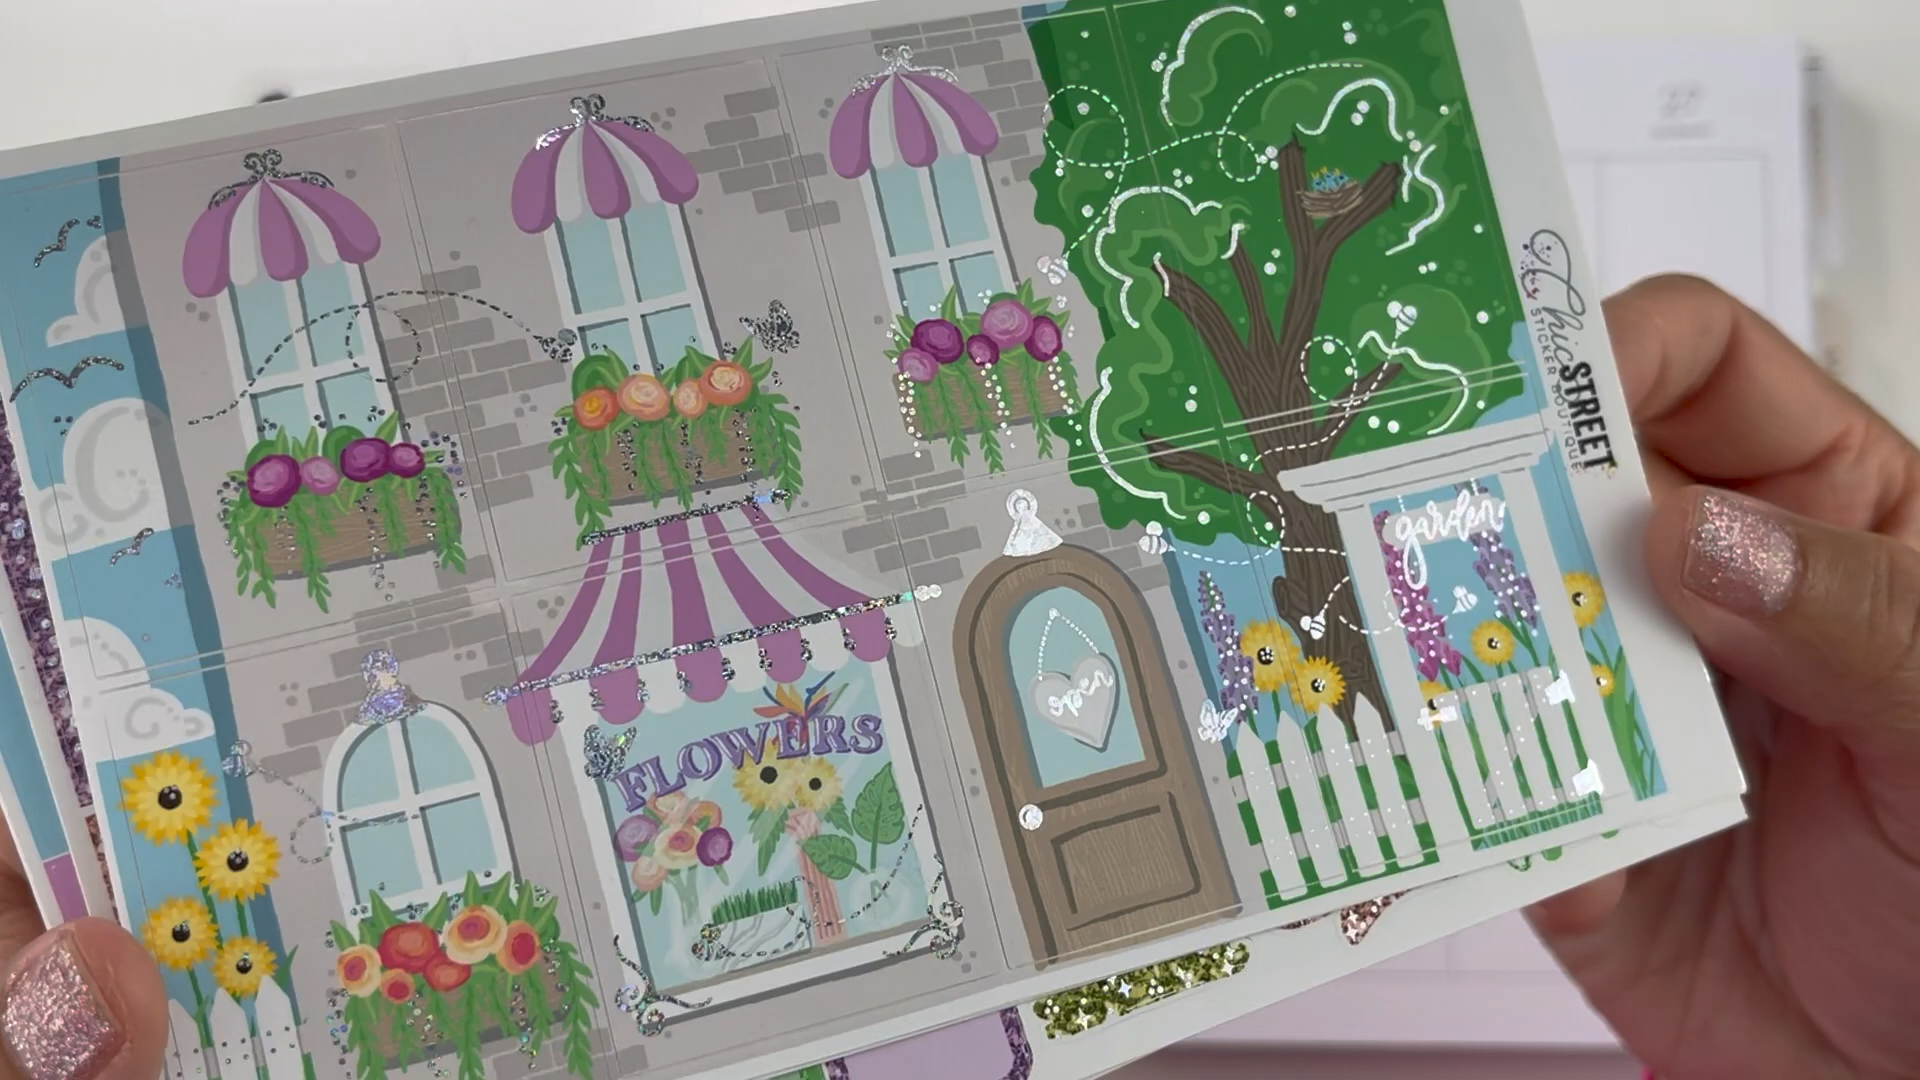 Chic
STREET
STICKER BOUTIQUE
garden
open
FLOWERS